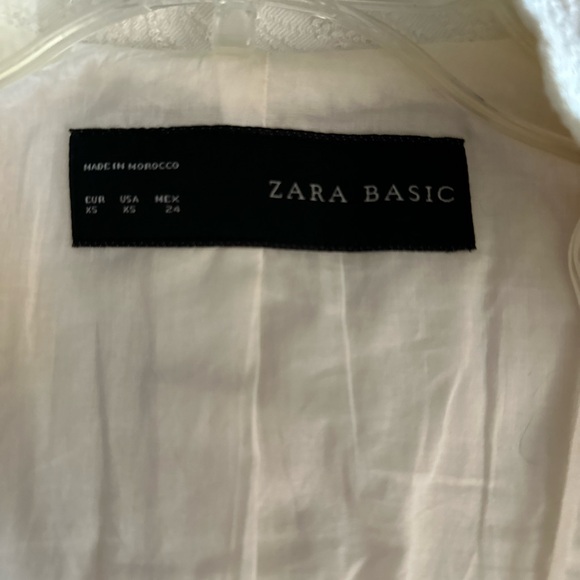 MADE IN MOROCCO
EUR USA MEX
XS XS 24
ZARA BASIC